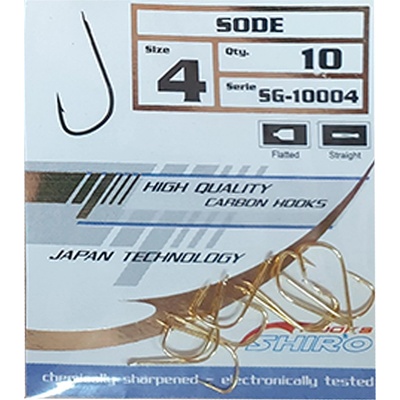 SODE
Size
4
Qty.
10
Serie
SG-10004
Flatted
Straight
HIGH QUALITY
CARBON HOOKS
JAPAN TECHNOLOGY
SHIRO
chemically sharpened - electronically tested